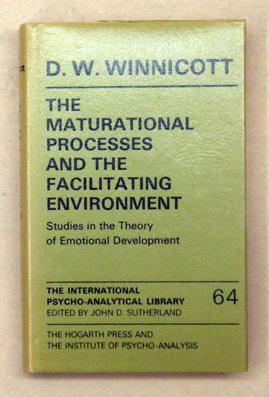 D. W. WINNICOTT
THE
MATURATIONAL
PROCESSES
AND THE
FACILITATING
ENVIRONMENT
Studies in the Theory
of Emotional Development
THE INTERNATIONAL
PSYCHO-ANALYTICAL LIBRARY 64
EDITED BY JOHN D. SUTHERLAND
THE HOGARTH PRESS AND
THE INSTITUTE OF PSYCHO-ANALYSIS